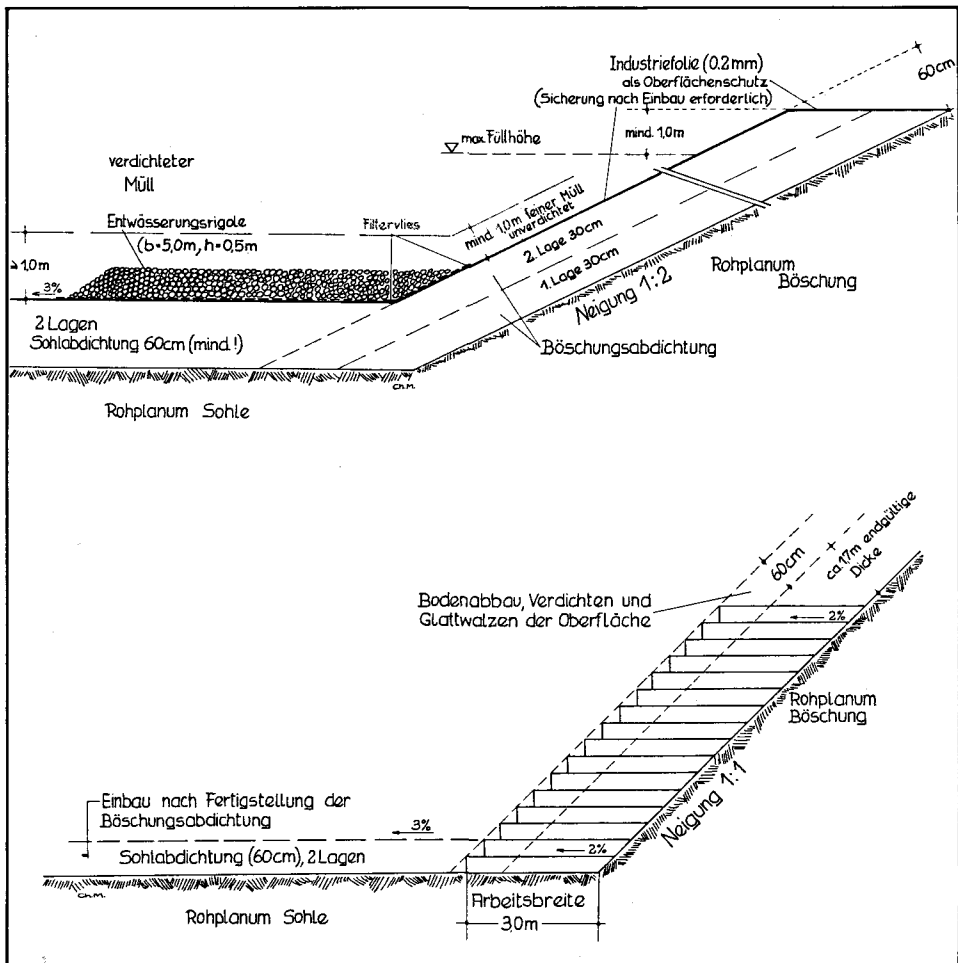 Industriefolie (0.2mm)
als Oberflächenschutz
(Sicherung nach Einbau erforderlich)
60cm
mind. 1,0m
max. Füllhöhe
verdichteter
Müll
Entwässerungsrigole
(b=5,0m, h=0,5m
Filtervlies
mind. 1,0m feiner Müll
unverdichtet
2. Lage 30cm
1. Lage 30cm
Rohplanum
Böschung
Neigung 1:2
1,0m
3%
2 Lagen
Sohlabdichtung 60cm (mind.!)
Böschungsabdichtung
Ch.M.
Rohplanum Sohle
60cm
ca. 1,7m endgültige
Dicke
Bodenabbau, Verdichten und
Glattwalzen der Oberfläche
2%
Rohplanum
Böschung
Neigung 1:1
Einbau nach Fertigstellung der
Böschungsabdichtung
3%
Sohlabdichtung (60cm), 2 Lagen
2%
Ch.M.
Rohplanum Sohle
Arbeitsbreite
3,0m